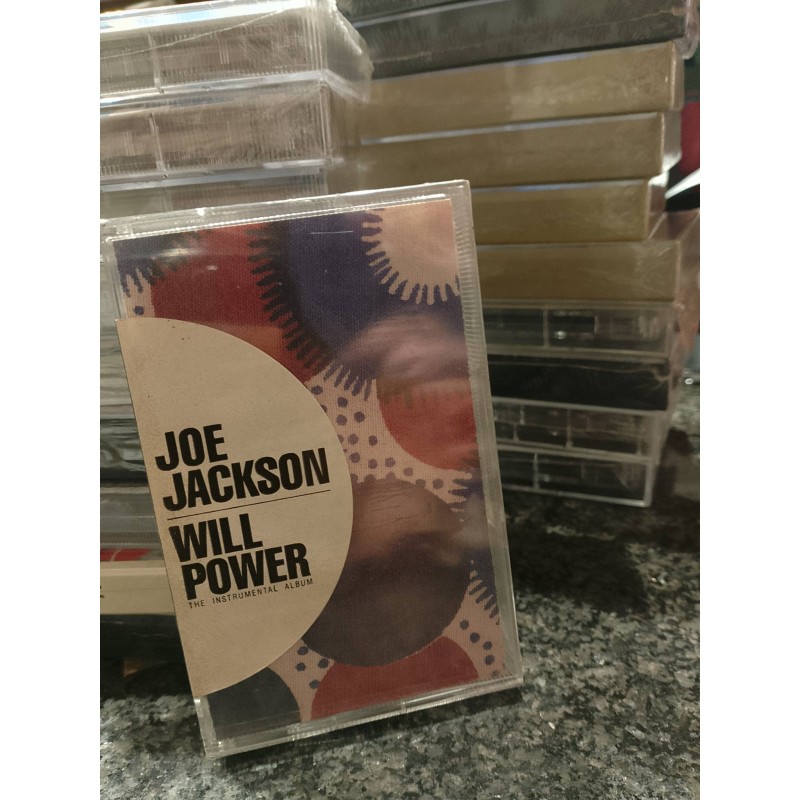 JOE
JACKSON
WILL
POWER
THE INSTRUMENTAL ALBUM